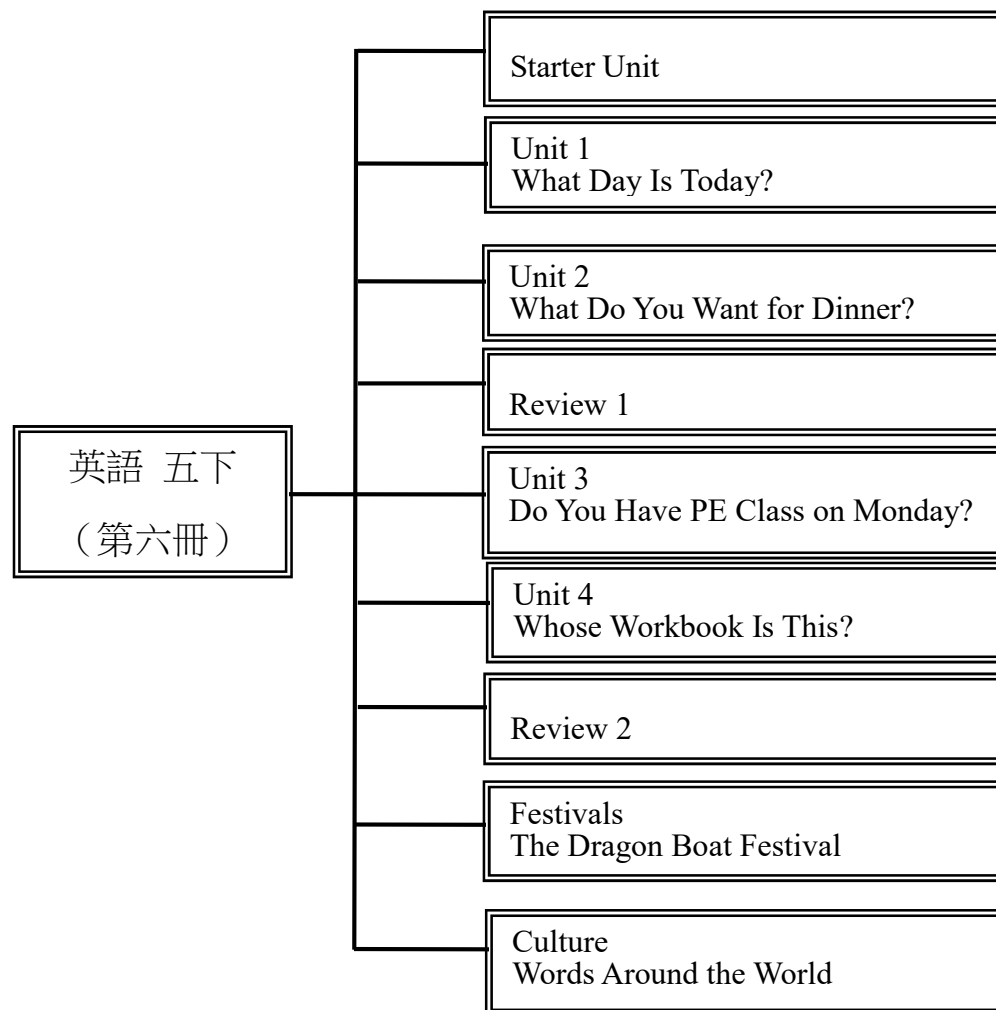 Starter Unit
Unit 1
What Day Is Today?
Unit 2
What Do You Want for Dinner?
Review 1
英語 五下
（第六冊）
Unit 3
Do You Have PE Class on Monday?
Unit 4
Whose Workbook Is This?
Review 2
Festivals
The Dragon Boat Festival
Culture
Words Around the World